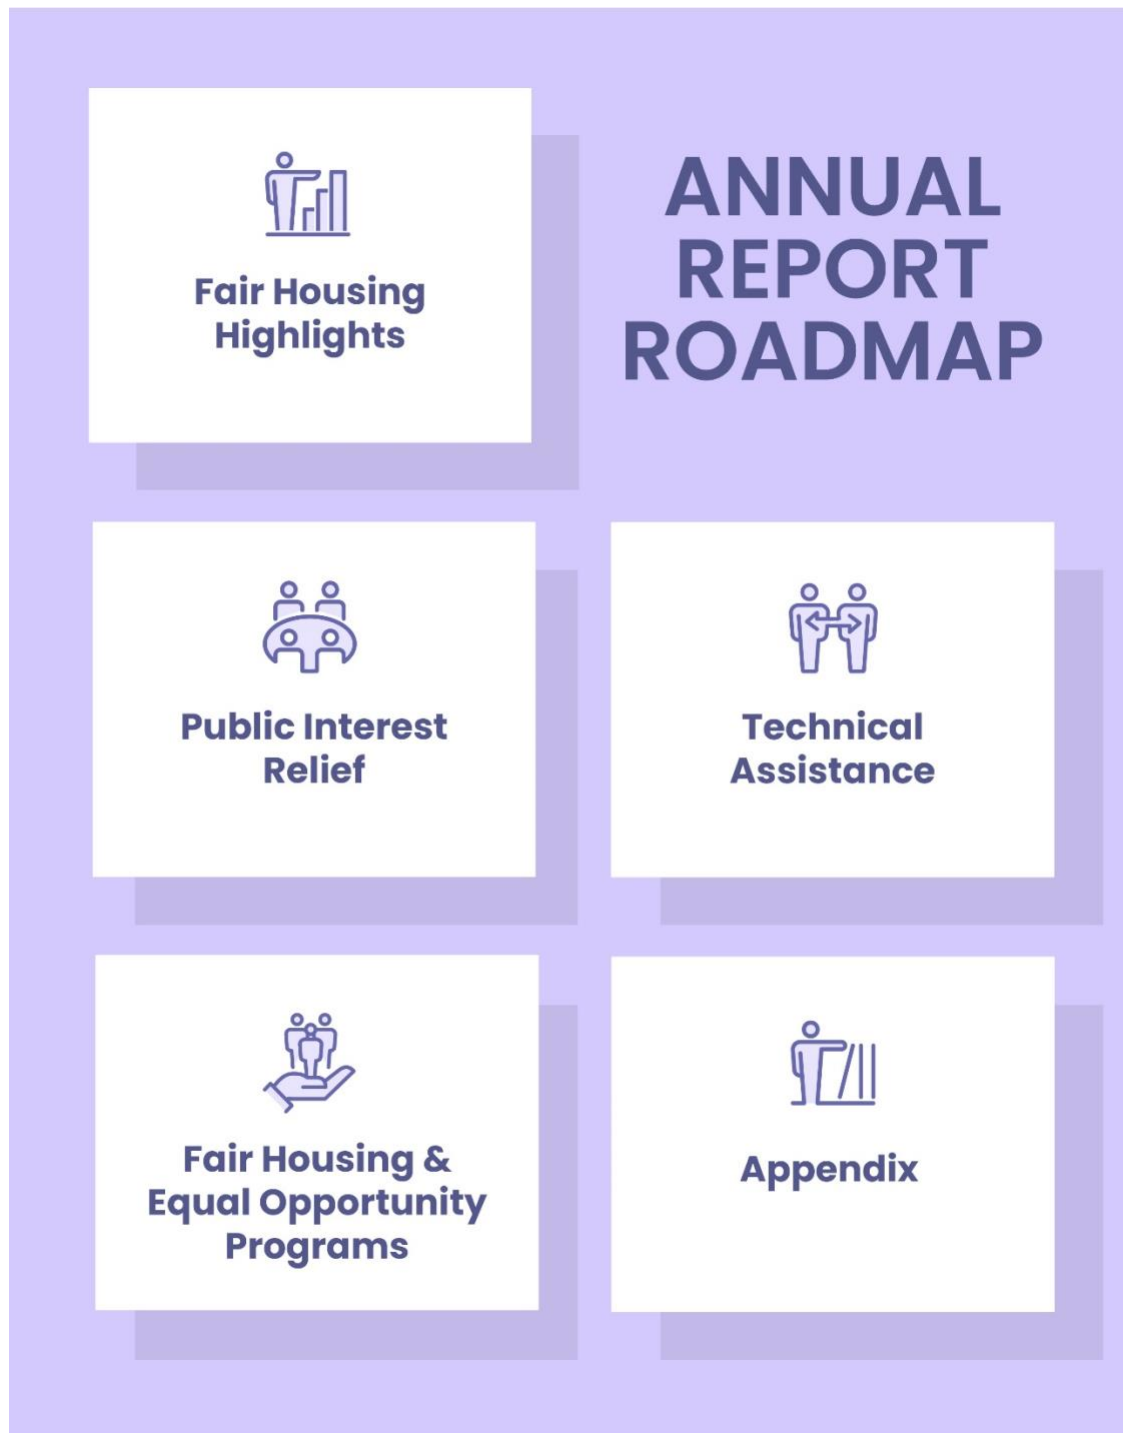 Fair Housing
Highlights
ANNUAL
REPORT
ROADMAP
Public Interest
Relief
Technical
Assistance
Fair Housing &
Equal Opportunity
Programs
Appendix